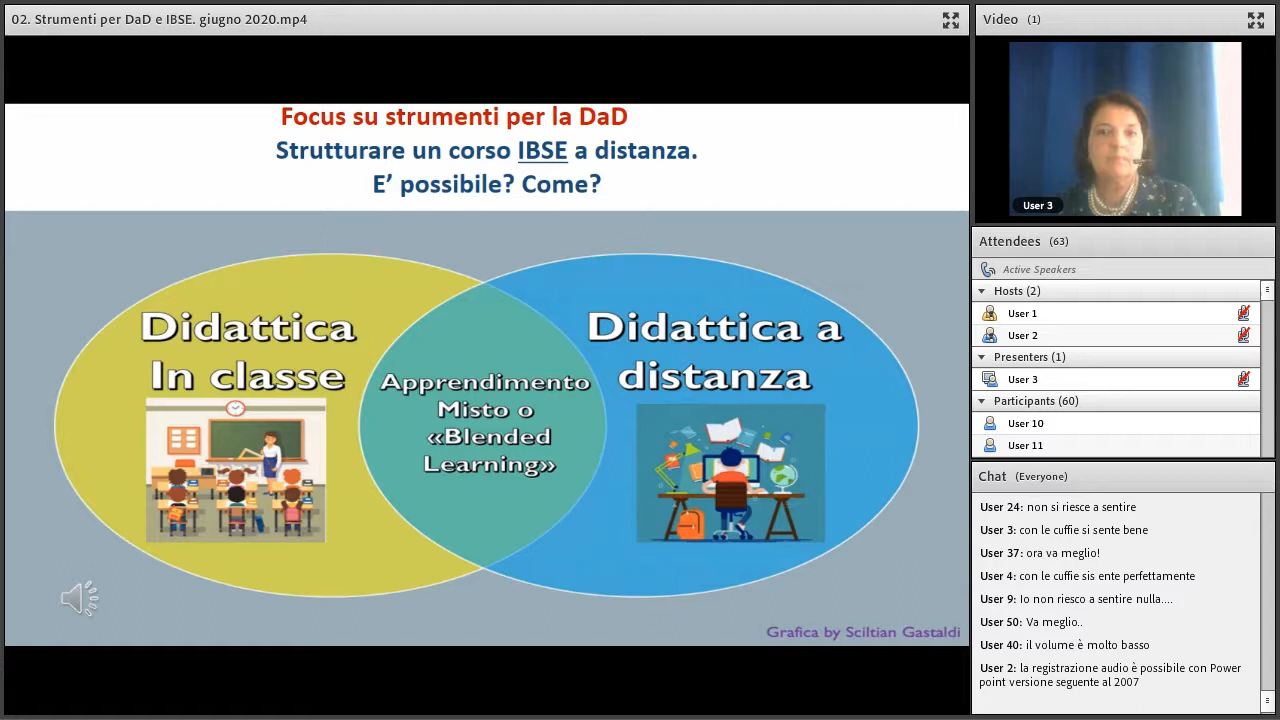 02. Strumenti per DaD e IBSE. giugno 2020.mp4
Focus su strumenti per la DaD
Strutturare un corso IBSE a distanza.
E’ possibile? Come?
Didattica
In classe
Apprendimento
Misto o
«Blended
Learning»
Didattica a
distanza
Grafica by Sciltian Gastaldi
Video (1)
User 3
Attendees (63)
Active Speakers
Hosts (2)
User 1
User 2
Presenters (1)
User 3
Participants (60)
User 10
User 11
Chat (Everyone)
User 24: non si riesce a sentire
User 3: con le cuffie si sente bene
User 37: ora va meglio!
User 4: con le cuffie sis ente perfettamente
User 9: Io non riesco a sentire nulla....
User 50: Va meglio..
User 40: il volume è molto basso
User 2: la registrazione audio è possibile con Power
point versione seguente al 2007